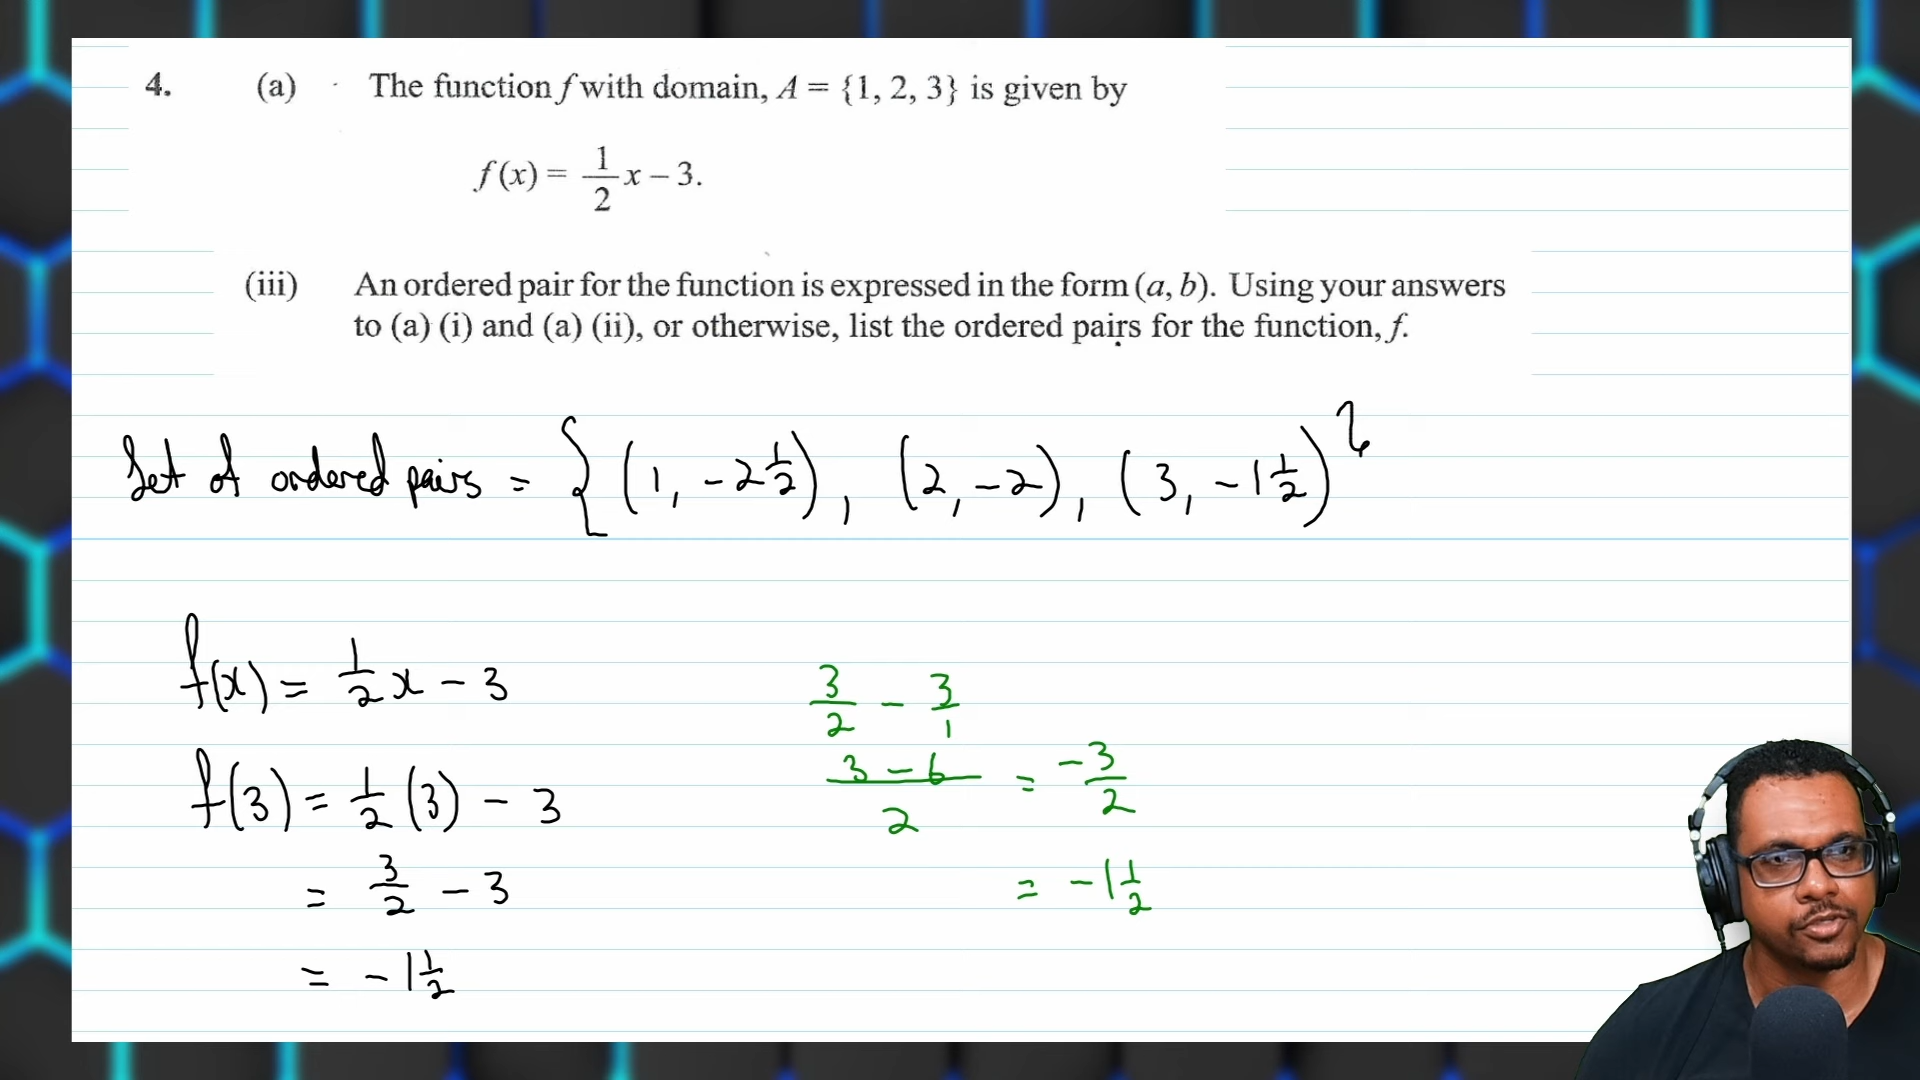 4. (a) The function f with domain, A = {1, 2, 3} is given by
f(x) = 1/2 x – 3.
(iii) An ordered pair for the function is expressed in the form (a, b). Using your answers
to (a) (i) and (a) (ii), or otherwise, list the ordered pairs for the function, f.
Set of ordered pairs = { (1, -2 1/2), (2, -2), (3, -1 1/2) }
f(x) = 1/2 x - 3
f(3) = 1/2 (3) - 3
= 3/2 - 3
= -1 1/2
3/2 - 3/1
(3 - 6)/2 = -3/2
= -1 1/2